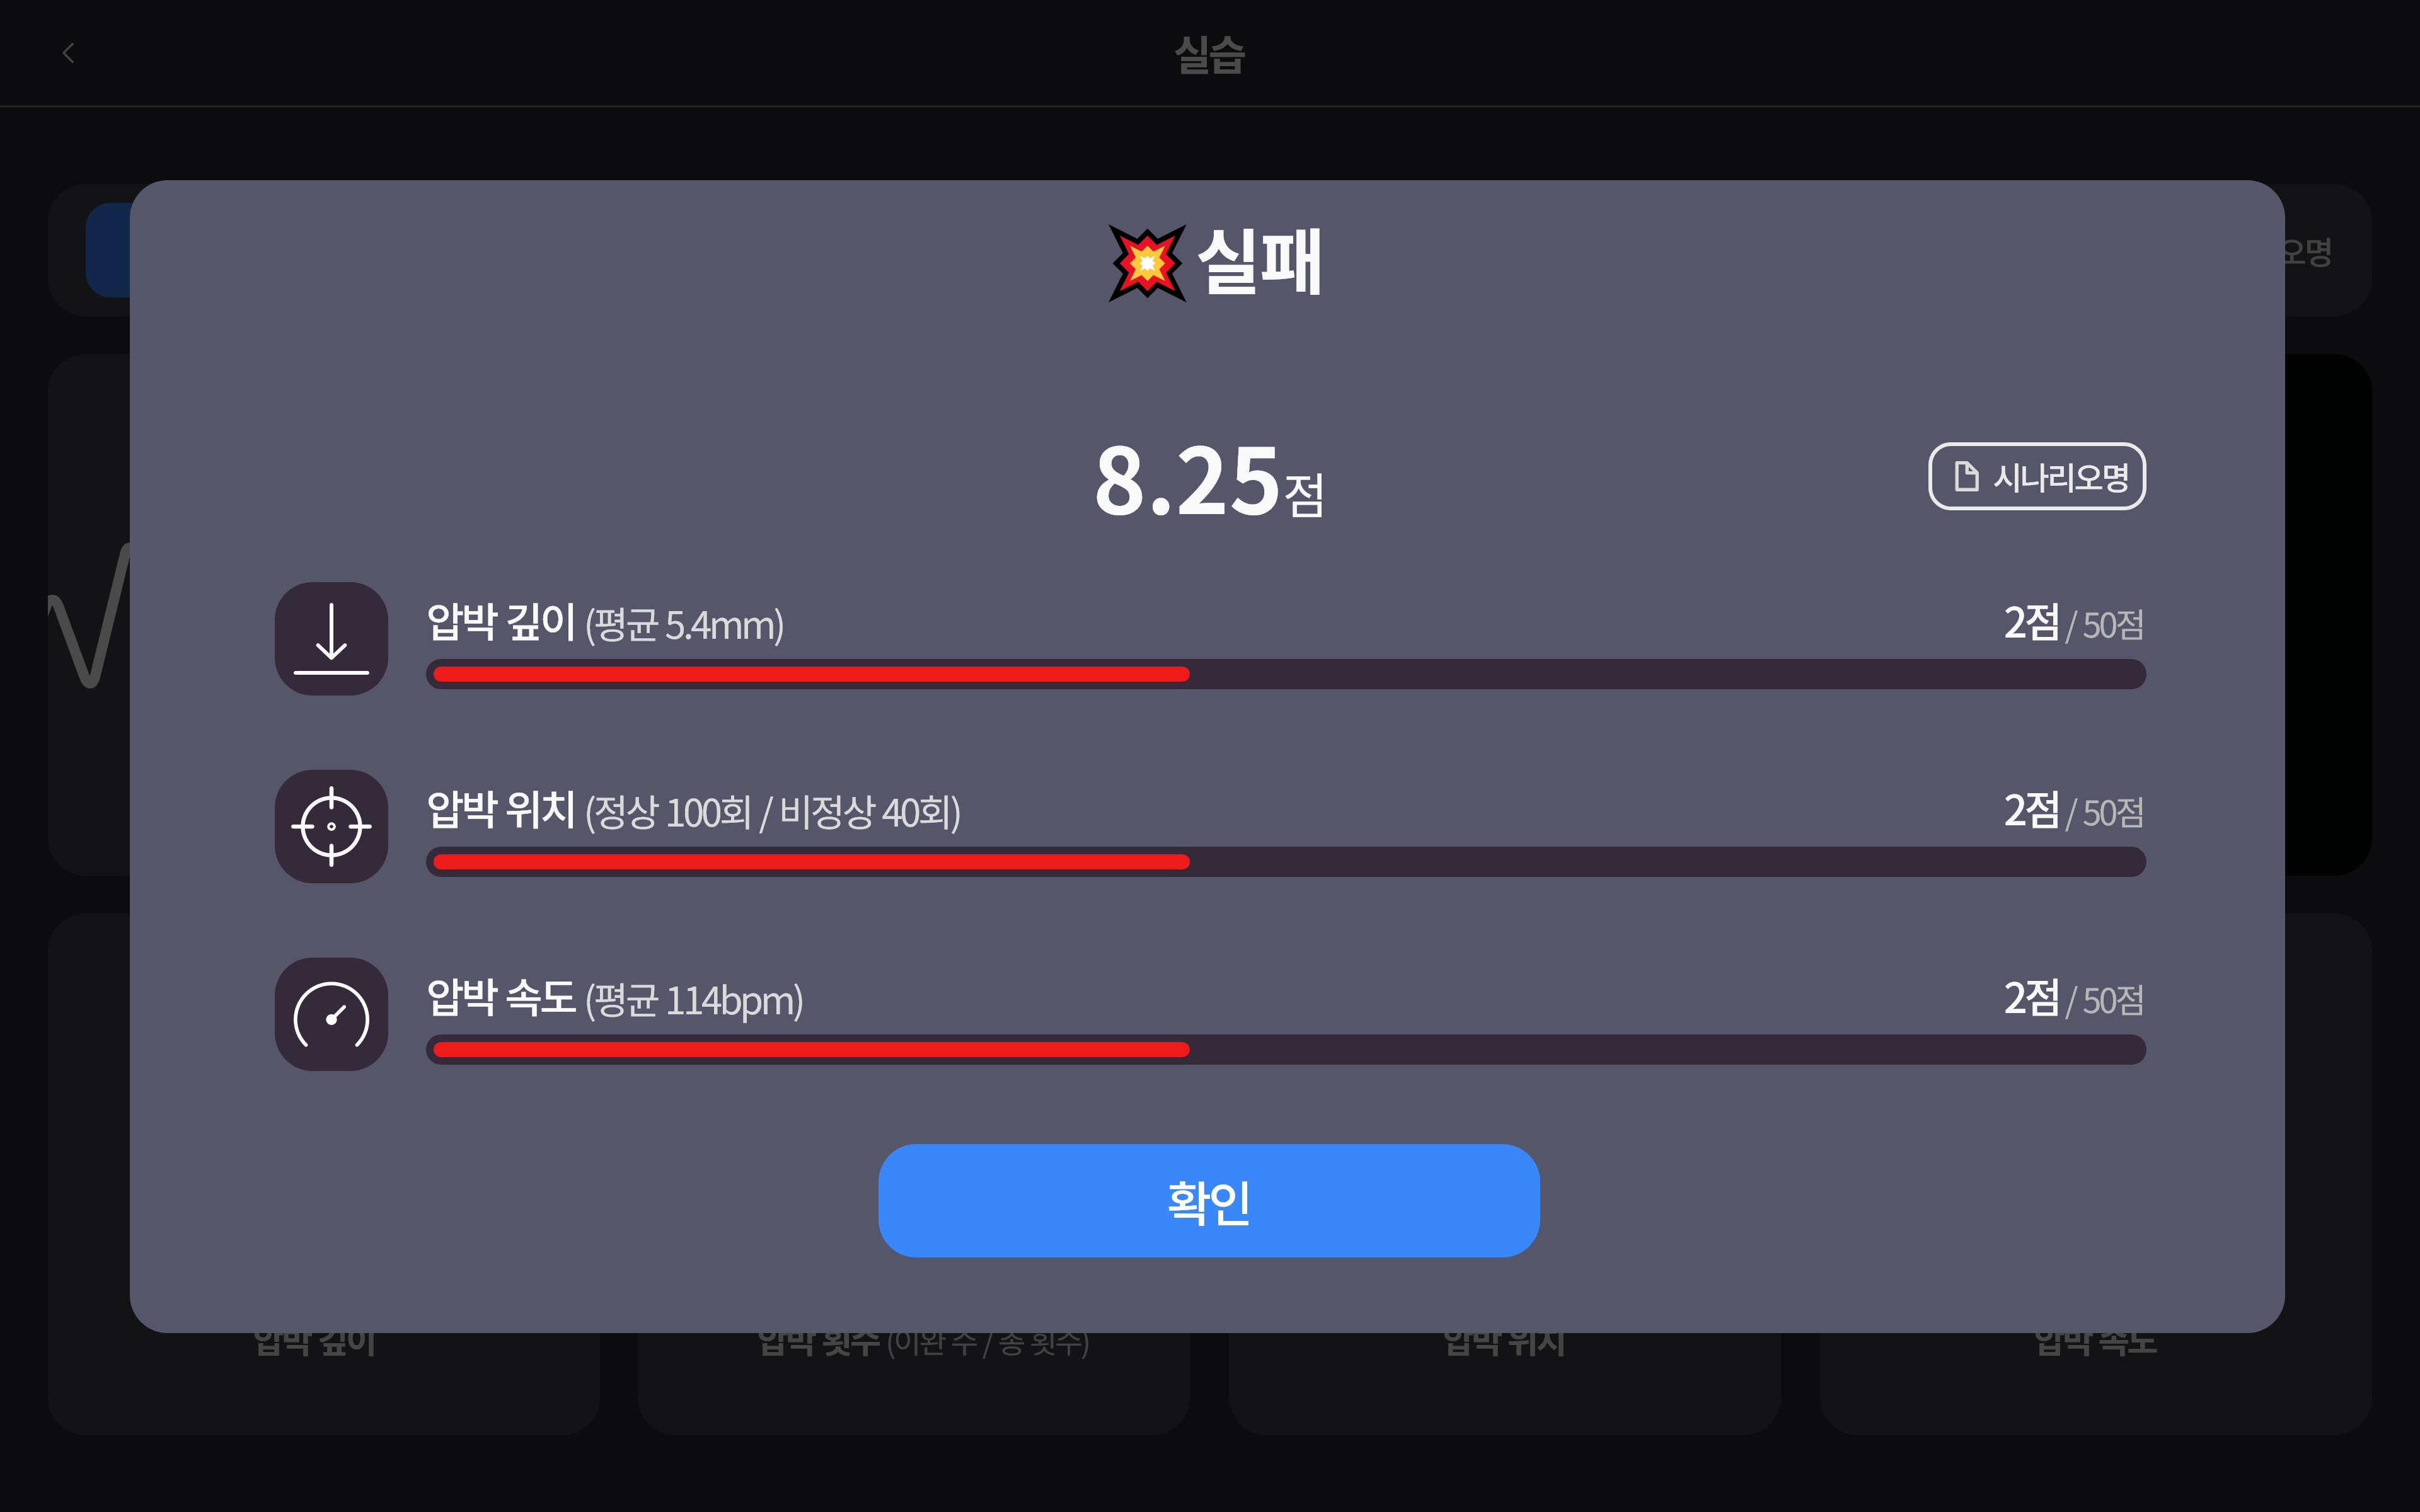 실습
오명
실패
8.25점
시나리오명
압박 깊이 (평균 5.4mm)
2점 / 50점
압박 위치 (정상 100회 / 비정상 40회)
2점 / 50점
압박 속도 (평균 114bpm)
2점 / 50점
확인
압박 깊이
압박 횟수 (이완 수 / 총 횟수)
압박 위치
압박 속도